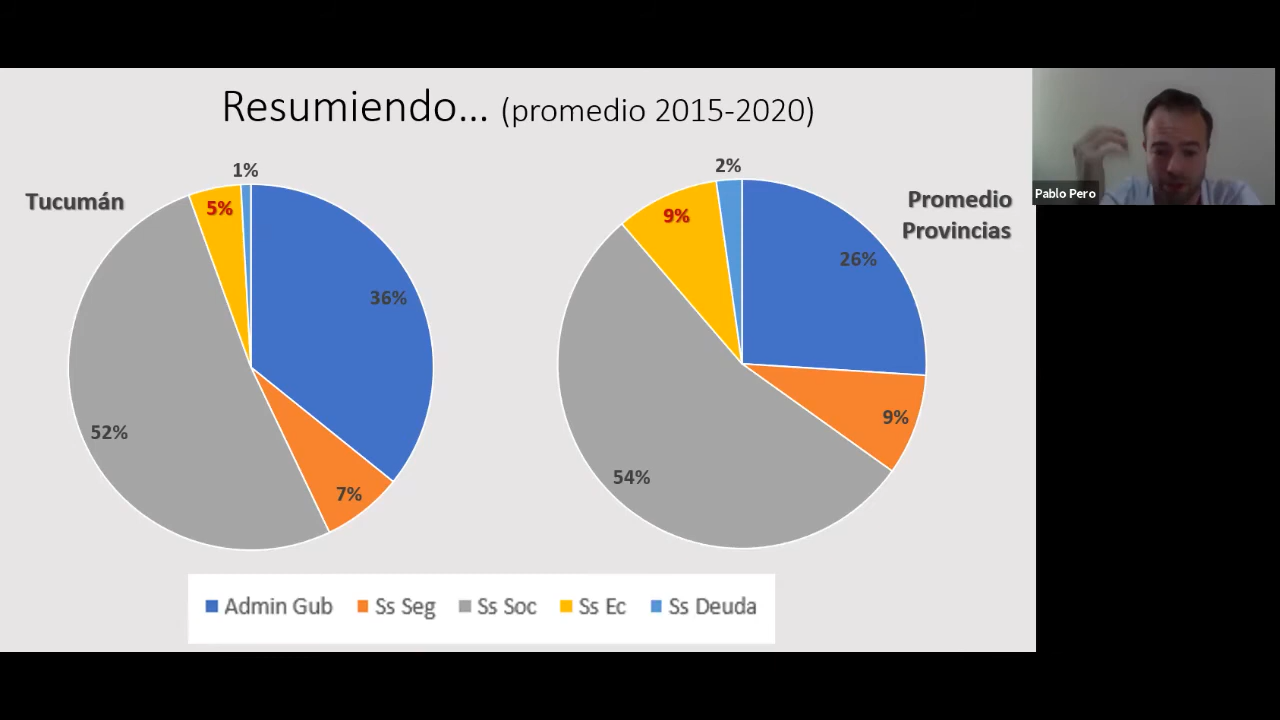 Resumiendo... (promedio 2015-2020)
Tucumán
1%
5%
36%
52%
7%
Promedio
Provincias
2%
9%
26%
9%
54%
Admin Gub Ss Seg Ss Soc Ss Ec Ss Deuda
Pablo Pero